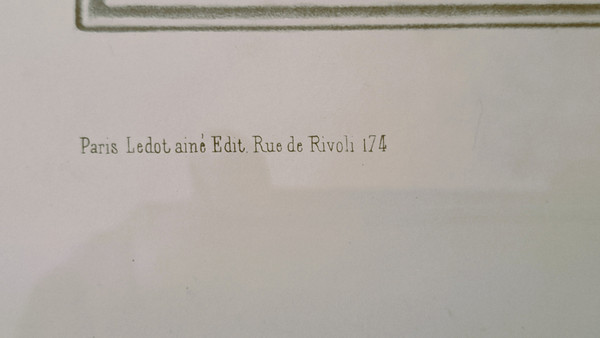 Paris Ledot ainé Edit. Rue de Rivoli 174